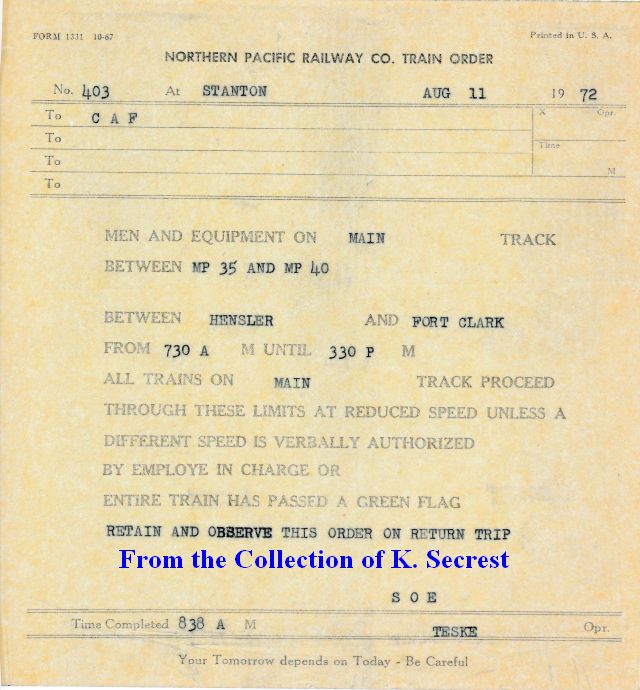 FORM 1331 10-67 Printed in U. S. A.
NORTHERN PACIFIC RAILWAY CO. TRAIN ORDER
No. 403 At STANTON AUG 11 19 72
To C A F X Opr.
To
To Time M
To
MEN AND EQUIPMENT ON MAIN TRACK
BETWEEN MP 35 AND MP 40
BETWEEN HENSLER AND FORT CLARK
FROM 730 A M UNTIL 330 P M
ALL TRAINS ON MAIN TRACK PROCEED
THROUGH THESE LIMITS AT REDUCED SPEED UNLESS A
DIFFERENT SPEED IS VERBALLY AUTHORIZED
BY EMPLOYE IN CHARGE OR
ENTIRE TRAIN HAS PASSED A GREEN FLAG
RETAIN AND OBSERVE THIS ORDER ON RETURN TRIP
From the Collection of K. Secrest
S O E
Time Completed 838 A M TESKE Opr.
Your Tomorrow depends on Today - Be Careful